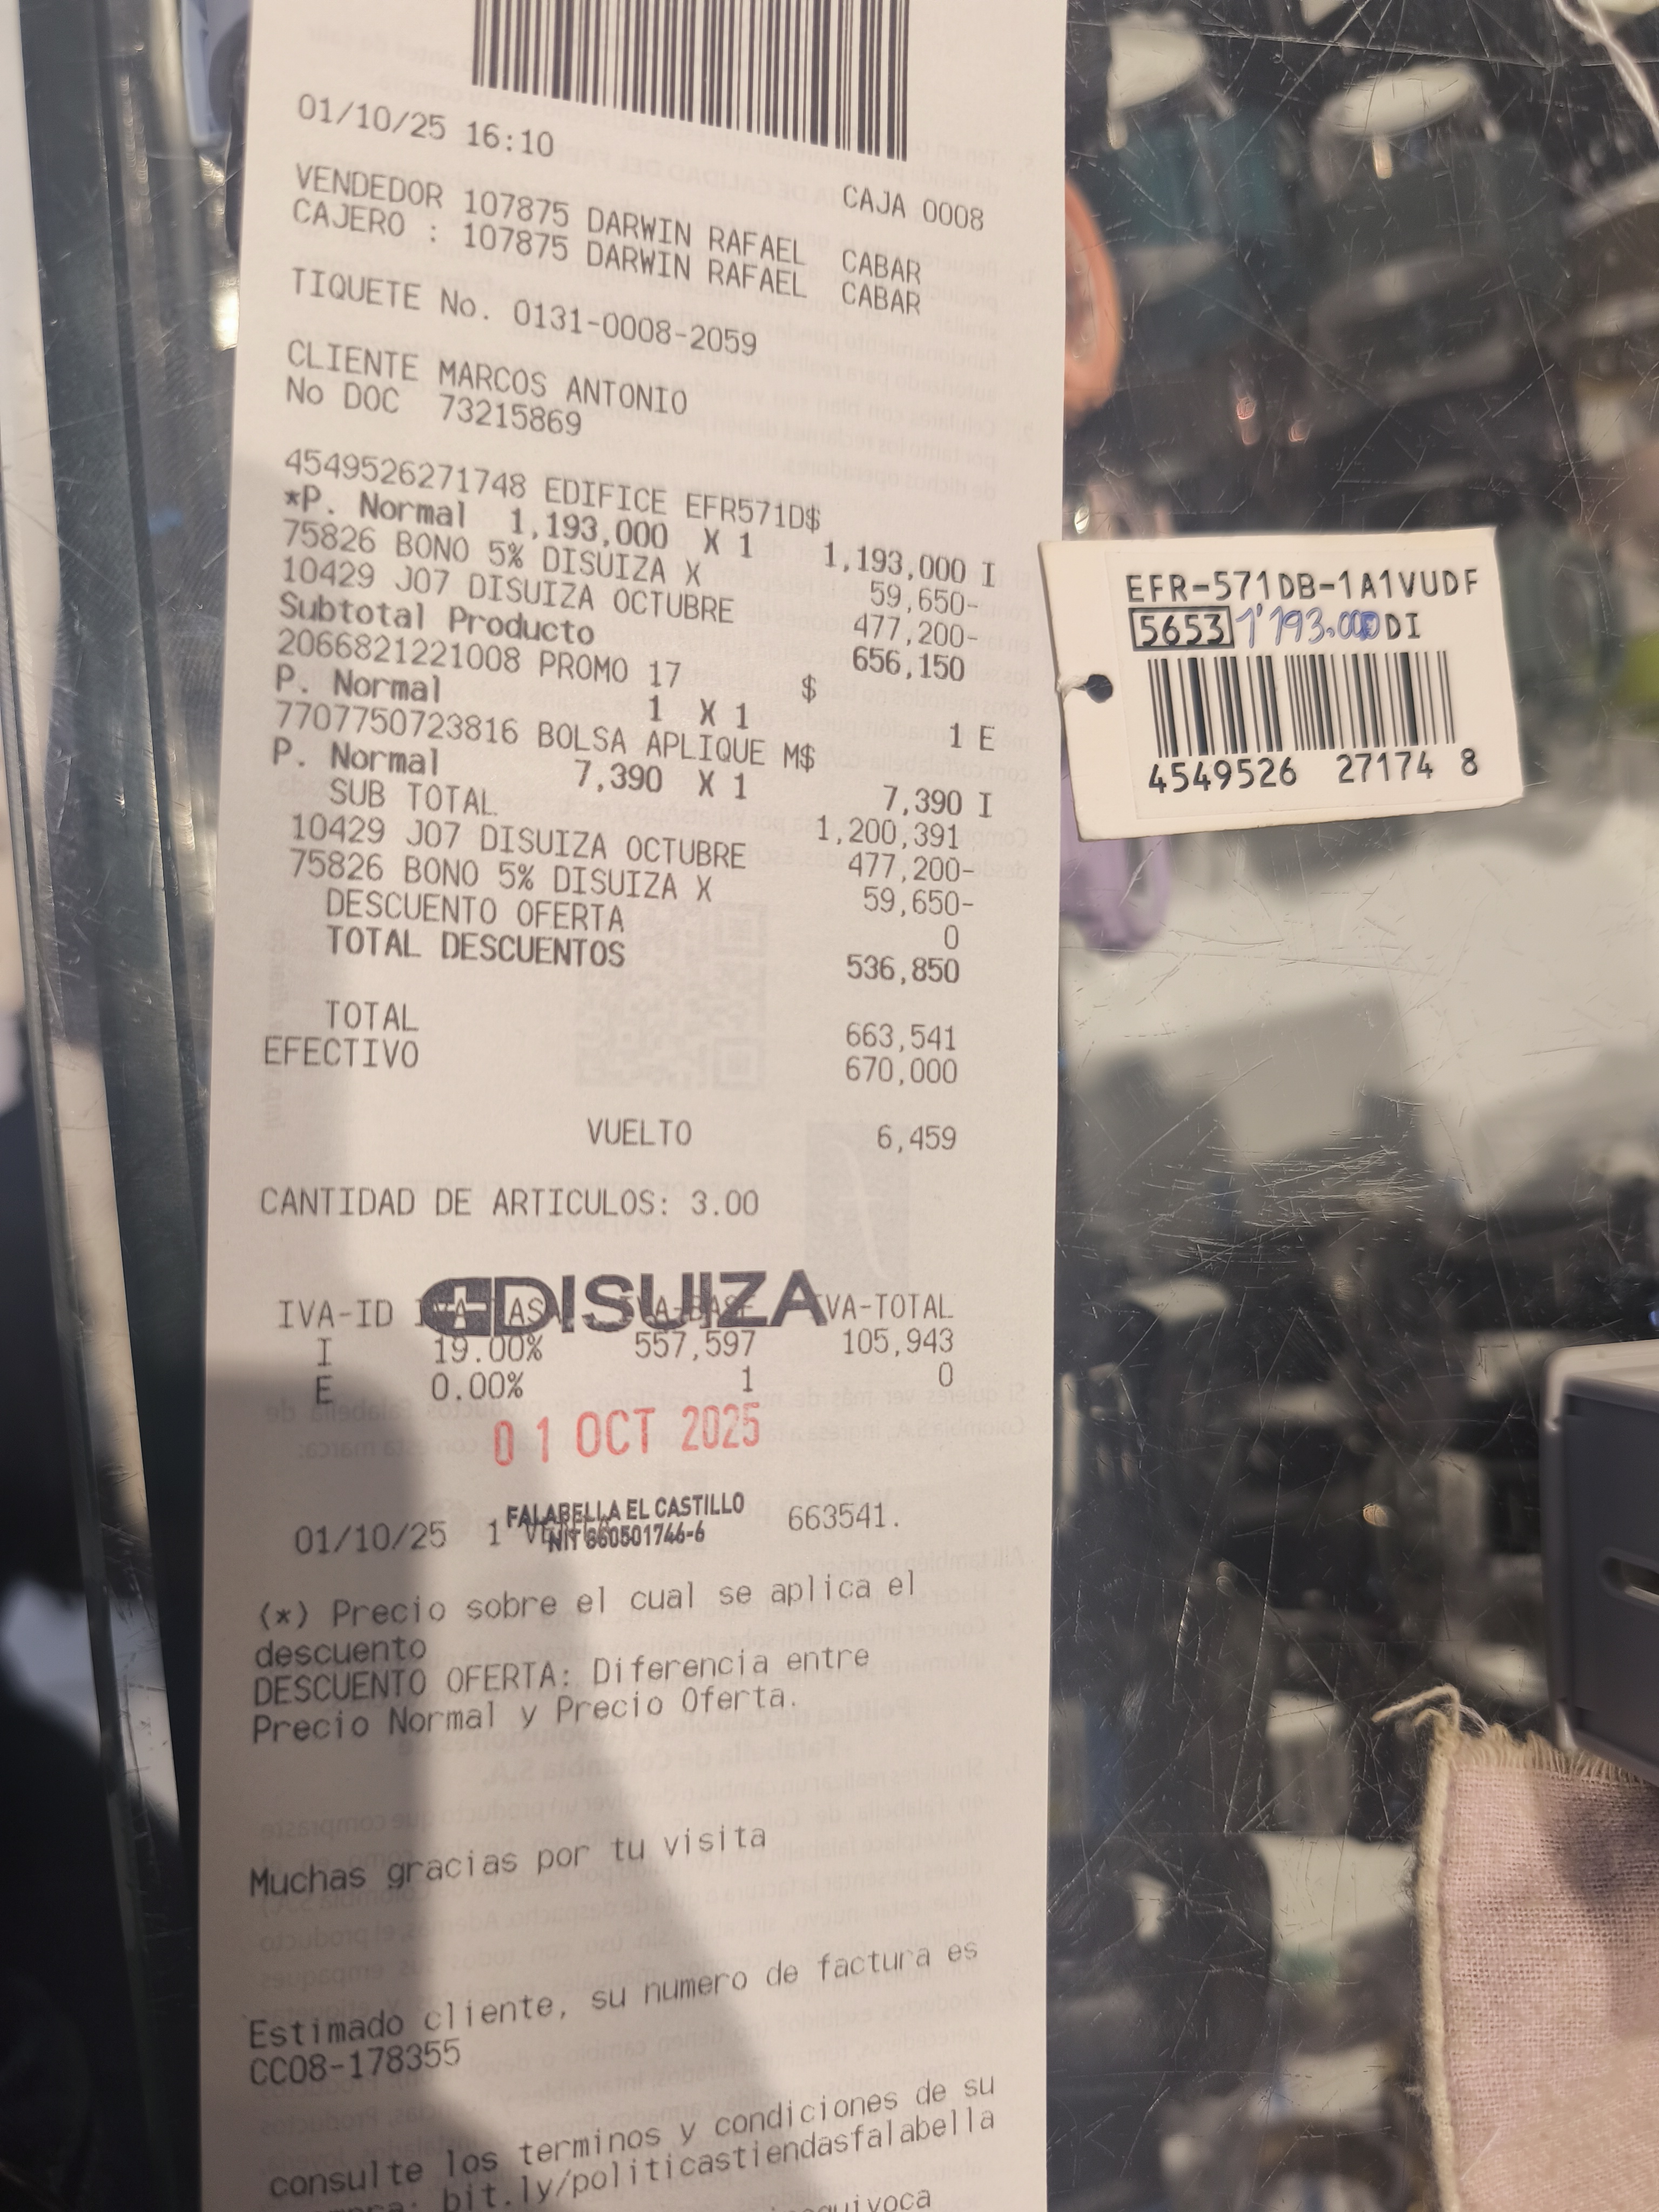 01/10/25 16:10
CAJA 0008
VENDEDOR 107875 DARWIN RAFAEL CABAR
CAJERO : 107875 DARWIN RAFAEL CABAR
TIQUETE No. 0131-0008-2059
CLIENTE MARCOS ANTONIO
No DOC 73215869
4549526271748 EDIFICE EFR571D$
*P. Normal 1,193,000 X 1 1,193,000 I
75826 BONO 5% DISUIZA X 59,650-
10429 J07 DISUIZA OCTUBRE 477,200-
Subtotal Producto 656,150
2066821221008 PROMO 17 $
P. Normal 1 X 1 1 E
7707750723816 BOLSA APLIQUE M$
P. Normal 7,390 X 1 7,390 I
SUB TOTAL 1,200,391
10429 J07 DISUIZA OCTUBRE 477,200-
75826 BONO 5% DISUIZA X 59,650-
DESCUENTO OFERTA 0
TOTAL DESCUENTOS 536,850
TOTAL 663,541
EFECTIVO 670,000
VUELTO 6,459
CANTIDAD DE ARTICULOS: 3.00
DISUIZA
IVA-ID IVA-TOTAL
I 19.00% 557,597 105,943
E 0.00% 1 0
01 OCT 2025
FALABELLA EL CASTILLO
NIT 860501746-6
01/10/25 1 663541.
(*) Precio sobre el cual se aplica el
descuento
DESCUENTO OFERTA: Diferencia entre
Precio Normal y Precio Oferta.
Muchas gracias por tu visita
Estimado cliente, su numero de factura es
CC08-178355
consulte los terminos y condiciones de su
bit.ly/politicastiendasfalabella
EFR-571DB-1A1VUDF
5653 1'193.000 DI
4549526 27174 8